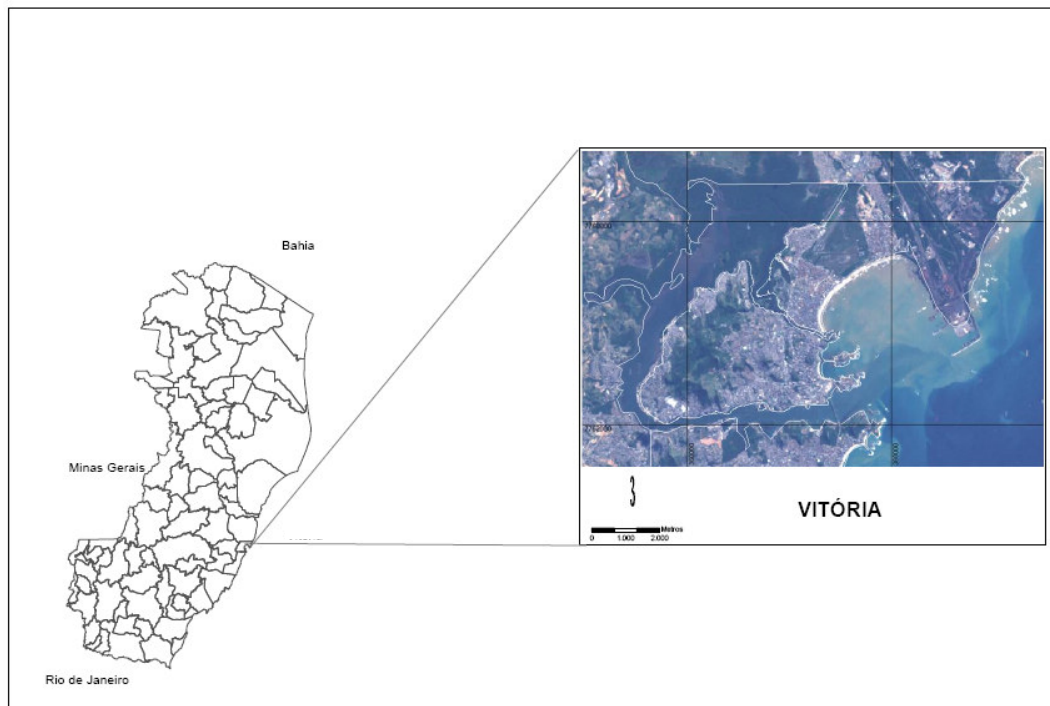 Bahia
Minas Gerais
Rio de Janeiro
VITÓRIA
Metros
0 1.000 2.000